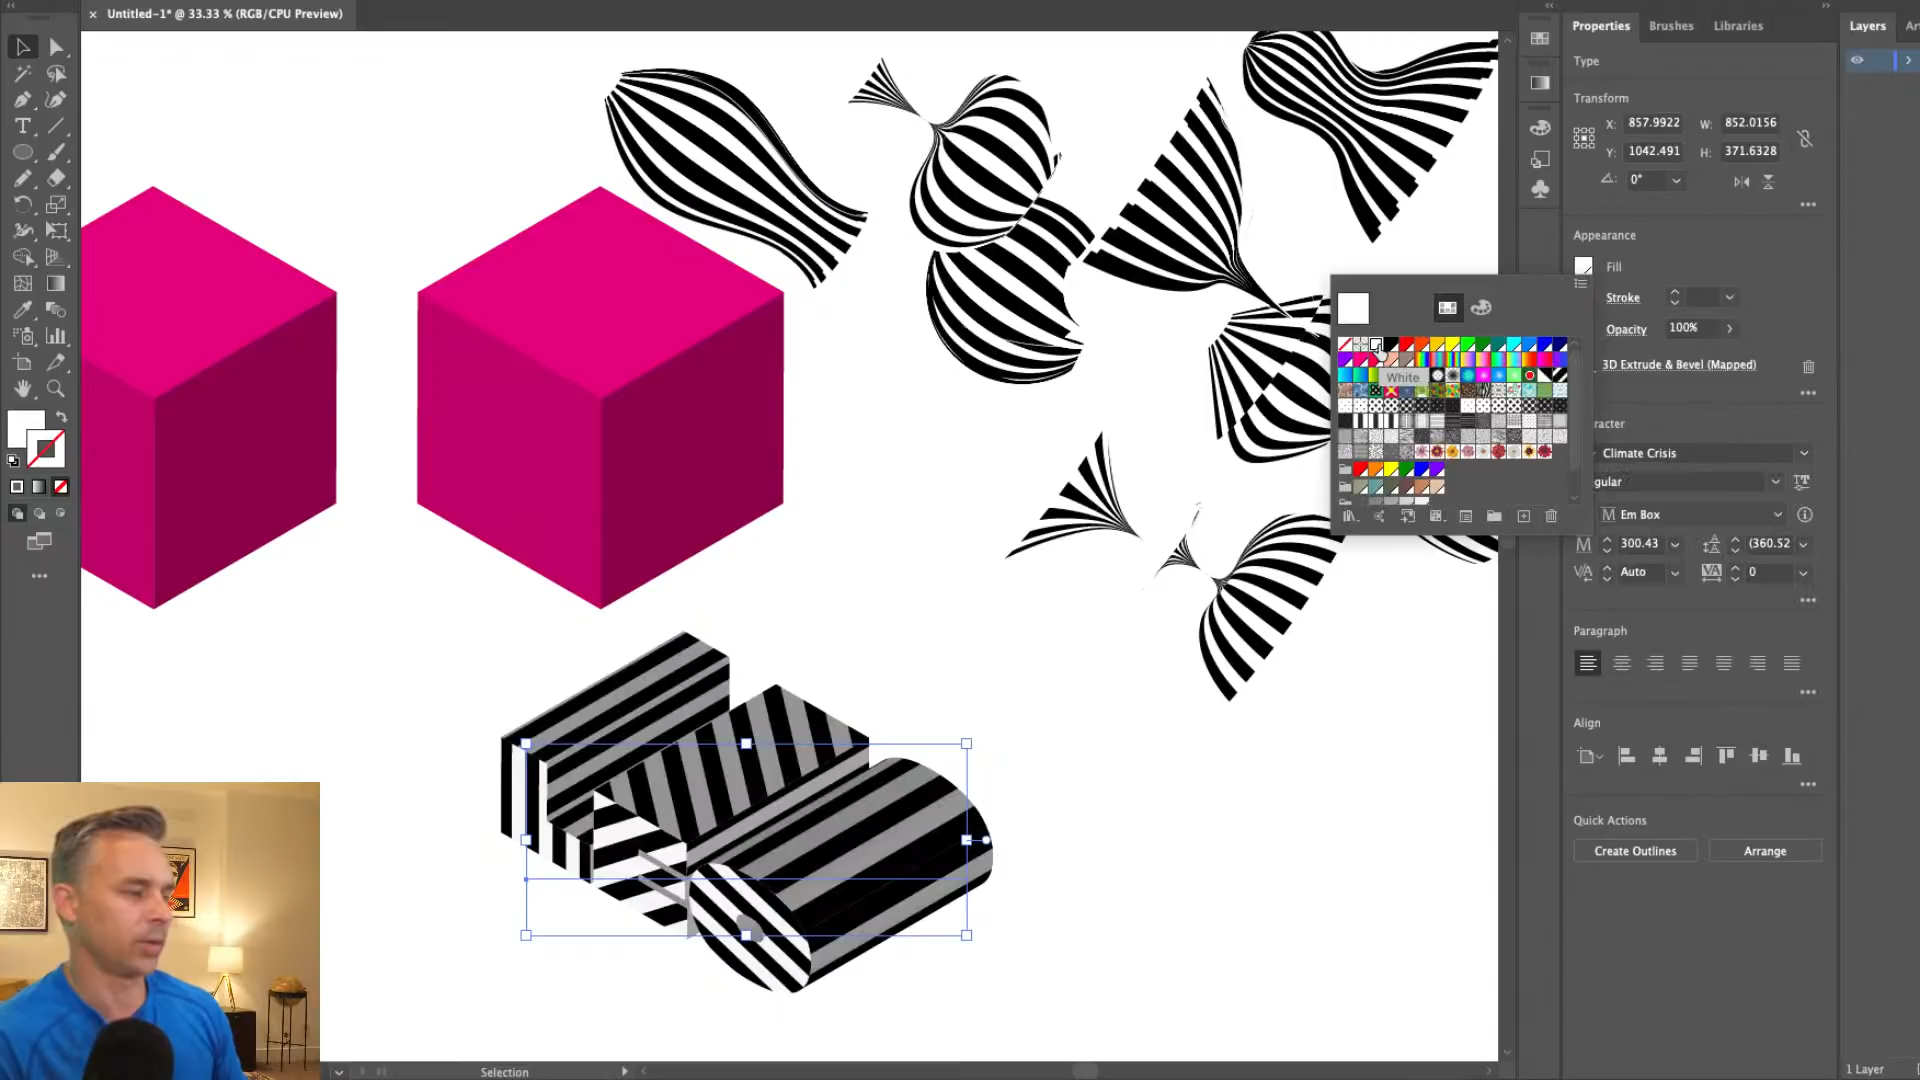 Untitled-1* @ 33.33 % (RGB/CPU Preview)
Properties
Brushes
Libraries
Layers
Type
Transform
X: 857.9922
W: 852.0156
Y: 1042.491
H: 371.6328
0°
Appearance
Fill
Stroke
Opacity
100%
3D Extrude & Bevel (Mapped)
White
racter
Climate Crisis
gular
Em Box
300.43
(360.52
Auto
0
Paragraph
Align
Quick Actions
Create Outlines
Arrange
Selection
1 Layer